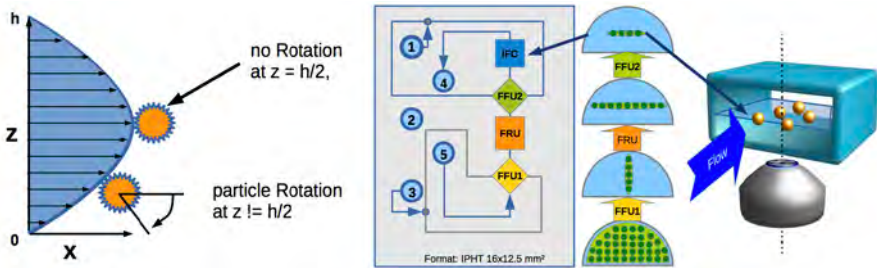 h
z
0
x
no Rotation
at z = h/2,
particle Rotation
at z != h/2
1
4
2
5
3
IFC
FFU2
FRU
FFU1
Format: IPHT 16x12.5 mm²
FFU2
FRU
FFU1
Flow